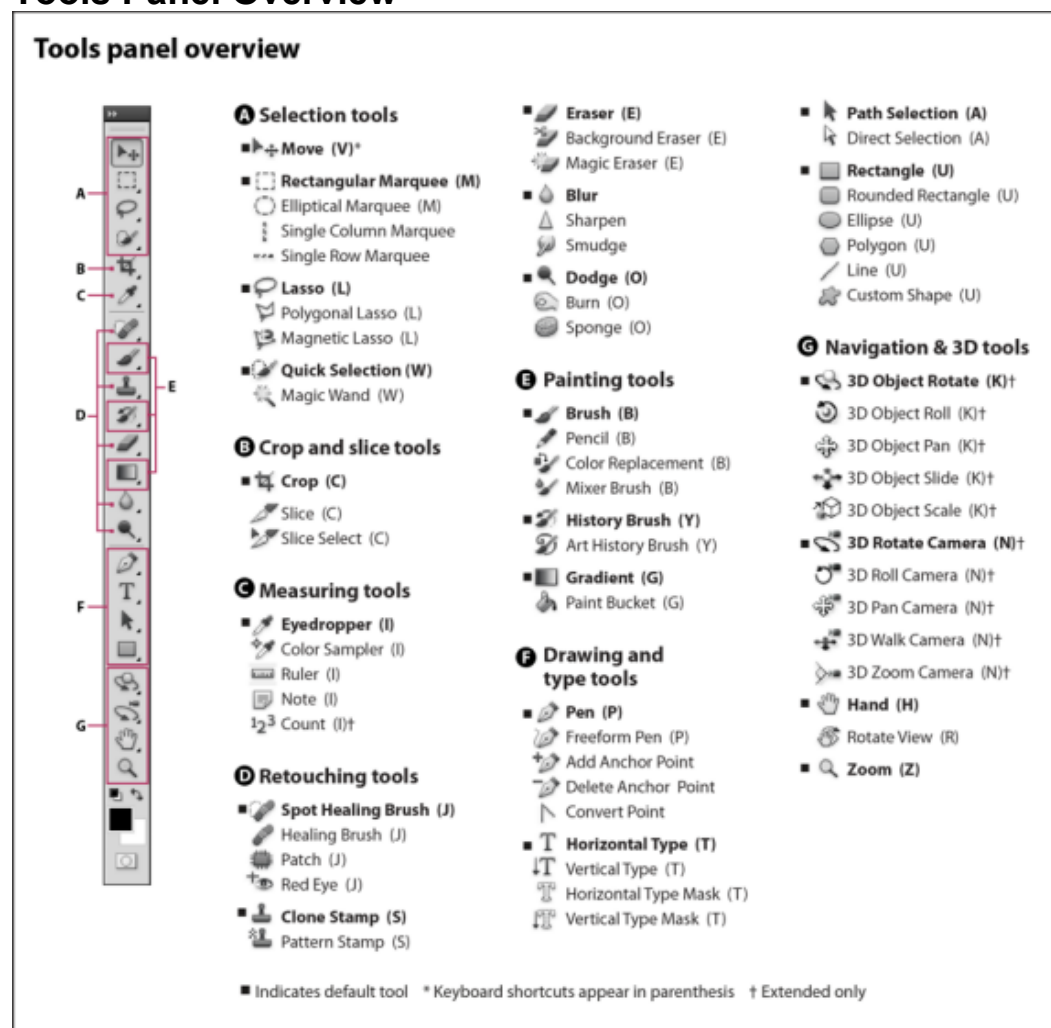 Tools Panel Overview
Tools panel overview
A
B
C
D
E
F
G
A Selection tools
Move (V)*
Rectangular Marquee (M)
Elliptical Marquee (M)
Single Column Marquee
Single Row Marquee
Lasso (L)
Polygonal Lasso (L)
Magnetic Lasso (L)
Quick Selection (W)
Magic Wand (W)
B Crop and slice tools
Crop (C)
Slice (C)
Slice Select (C)
C Measuring tools
Eyedropper (I)
Color Sampler (I)
Ruler (I)
Note (I)
Count (I)†
D Retouching tools
Spot Healing Brush (J)
Healing Brush (J)
Patch (J)
Red Eye (J)
Clone Stamp (S)
Pattern Stamp (S)
Eraser (E)
Background Eraser (E)
Magic Eraser (E)
Blur
Sharpen
Smudge
Dodge (O)
Burn (O)
Sponge (O)
E Painting tools
Brush (B)
Pencil (B)
Color Replacement (B)
Mixer Brush (B)
History Brush (Y)
Art History Brush (Y)
Gradient (G)
Paint Bucket (G)
F Drawing and
type tools
Pen (P)
Freeform Pen (P)
Add Anchor Point
Delete Anchor Point
Convert Point
Horizontal Type (T)
Vertical Type (T)
Horizontal Type Mask (T)
Vertical Type Mask (T)
Path Selection (A)
Direct Selection (A)
Rectangle (U)
Rounded Rectangle (U)
Ellipse (U)
Polygon (U)
Line (U)
Custom Shape (U)
G Navigation & 3D tools
3D Object Rotate (K)†
3D Object Roll (K)†
3D Object Pan (K)†
3D Object Slide (K)†
3D Object Scale (K)†
3D Rotate Camera (N)†
3D Roll Camera (N)†
3D Pan Camera (N)†
3D Walk Camera (N)†
3D Zoom Camera (N)†
Hand (H)
Rotate View (R)
Zoom (Z)
■ Indicates default tool * Keyboard shortcuts appear in parenthesis † Extended only